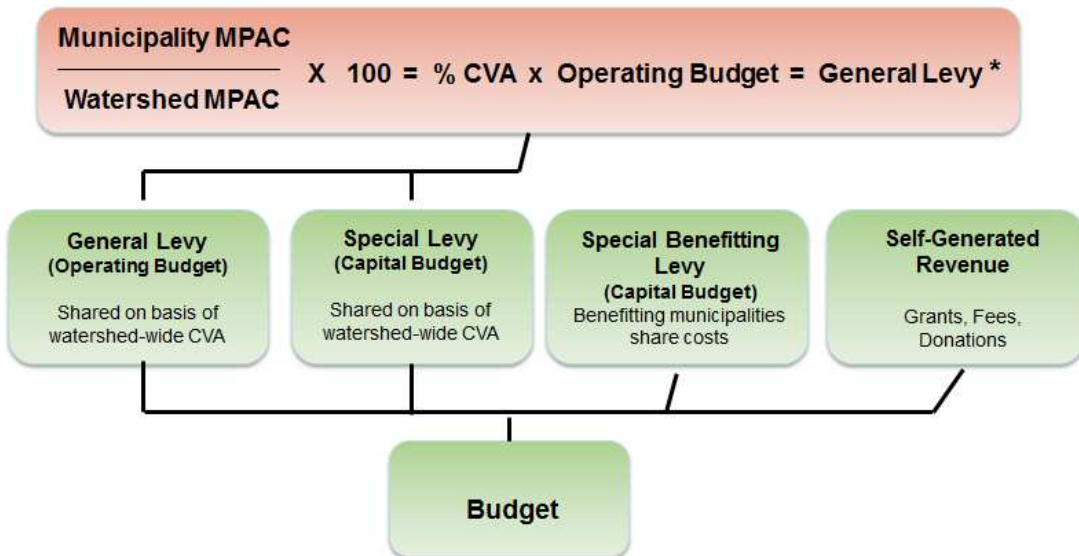 Municipality MPAC
Watershed MPAC
X 100 = % CVA x Operating Budget = General Levy *
General Levy
(Operating Budget)
Shared on basis of
watershed-wide CVA
Special Levy
(Capital Budget)
Shared on basis of
watershed-wide CVA
Special Benefitting
Levy
(Capital Budget)
Benefitting municipalities
share costs
Self-Generated
Revenue
Grants, Fees,
Donations
Budget